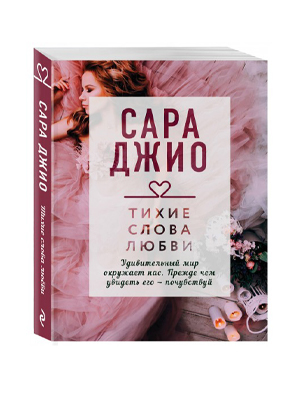 САРА
ДЖИО
ТИХИЕ
СЛОВА
ЛЮБВИ
Удивительный мир
окружает нас. Прежде чем
увидеть его – почувствуй
САРА ДЖИО
Тихие слова любви